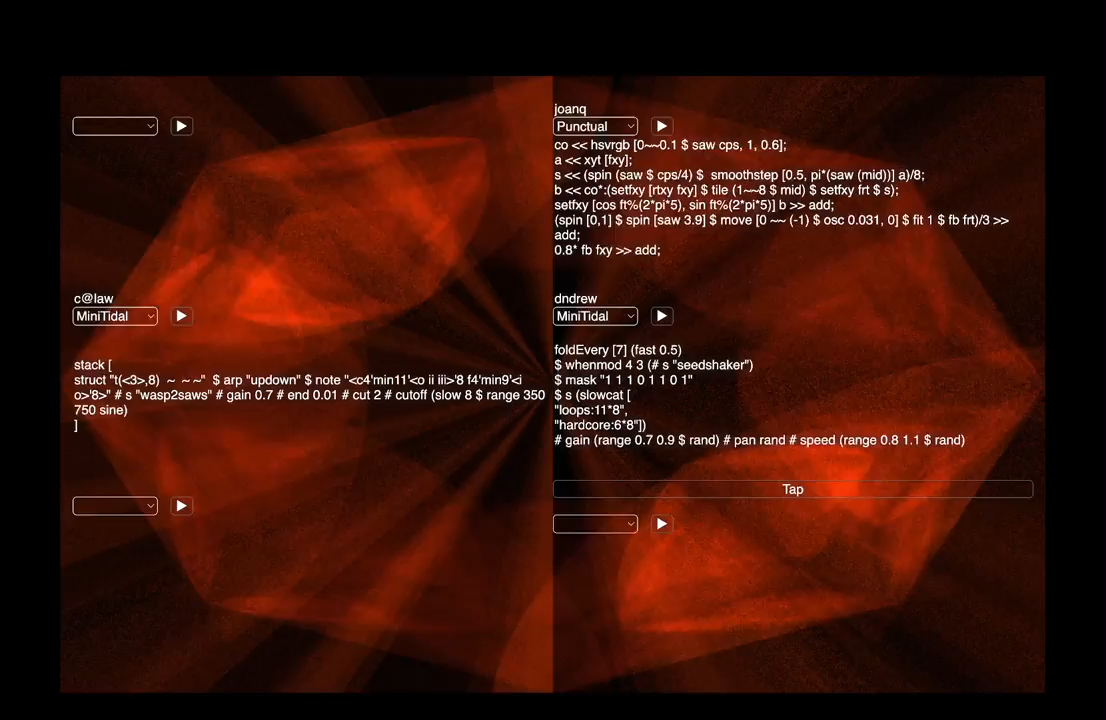 joanq
Punctual
co << hsvrgb [0~~0.1 $ saw cps, 1, 0.6];
a << xyt [fxy];
s << (spin (saw $ cps/4) $  smoothstep [0.5, pi*(saw (mid))] a)/8;
b << co*:(setfxy [rtxy fxy] $ tile (1~~8 $ mid) $ setfxy frt $ s);
setfxy [cos ft%(2*pi*5), sin ft%(2*pi*5)] b >> add;
(spin [0,1] $ spin [saw 3.9] $ move [0 ~~ (-1) $ osc 0.031, 0] $ fit 1 $ fb frt)/3 >>
add;
0.8* fb fxy >> add;
c@law
MiniTidal
stack [
struct "t(<3>,8)  ~  ~ ~"  $ arp "updown" $ note "<c4'min11'<o ii iii>'8 f4'min9'<i
o>'8>" # s "wasp2saws" # gain 0.7 # end 0.01 # cut 2 # cutoff (slow 8 $ range 350
750 sine)
]
dndrew
MiniTidal
foldEvery [7] (fast 0.5)
$ whenmod 4 3 (# s "seedshaker")
$ mask "1 1 1 0 1 1 0 1"
$ s (slowcat [
"loops:11*8",
"hardcore:6*8"])
# gain (range 0.7 0.9 $ rand) # pan rand # speed (range 0.8 1.1 $ rand)
Tap